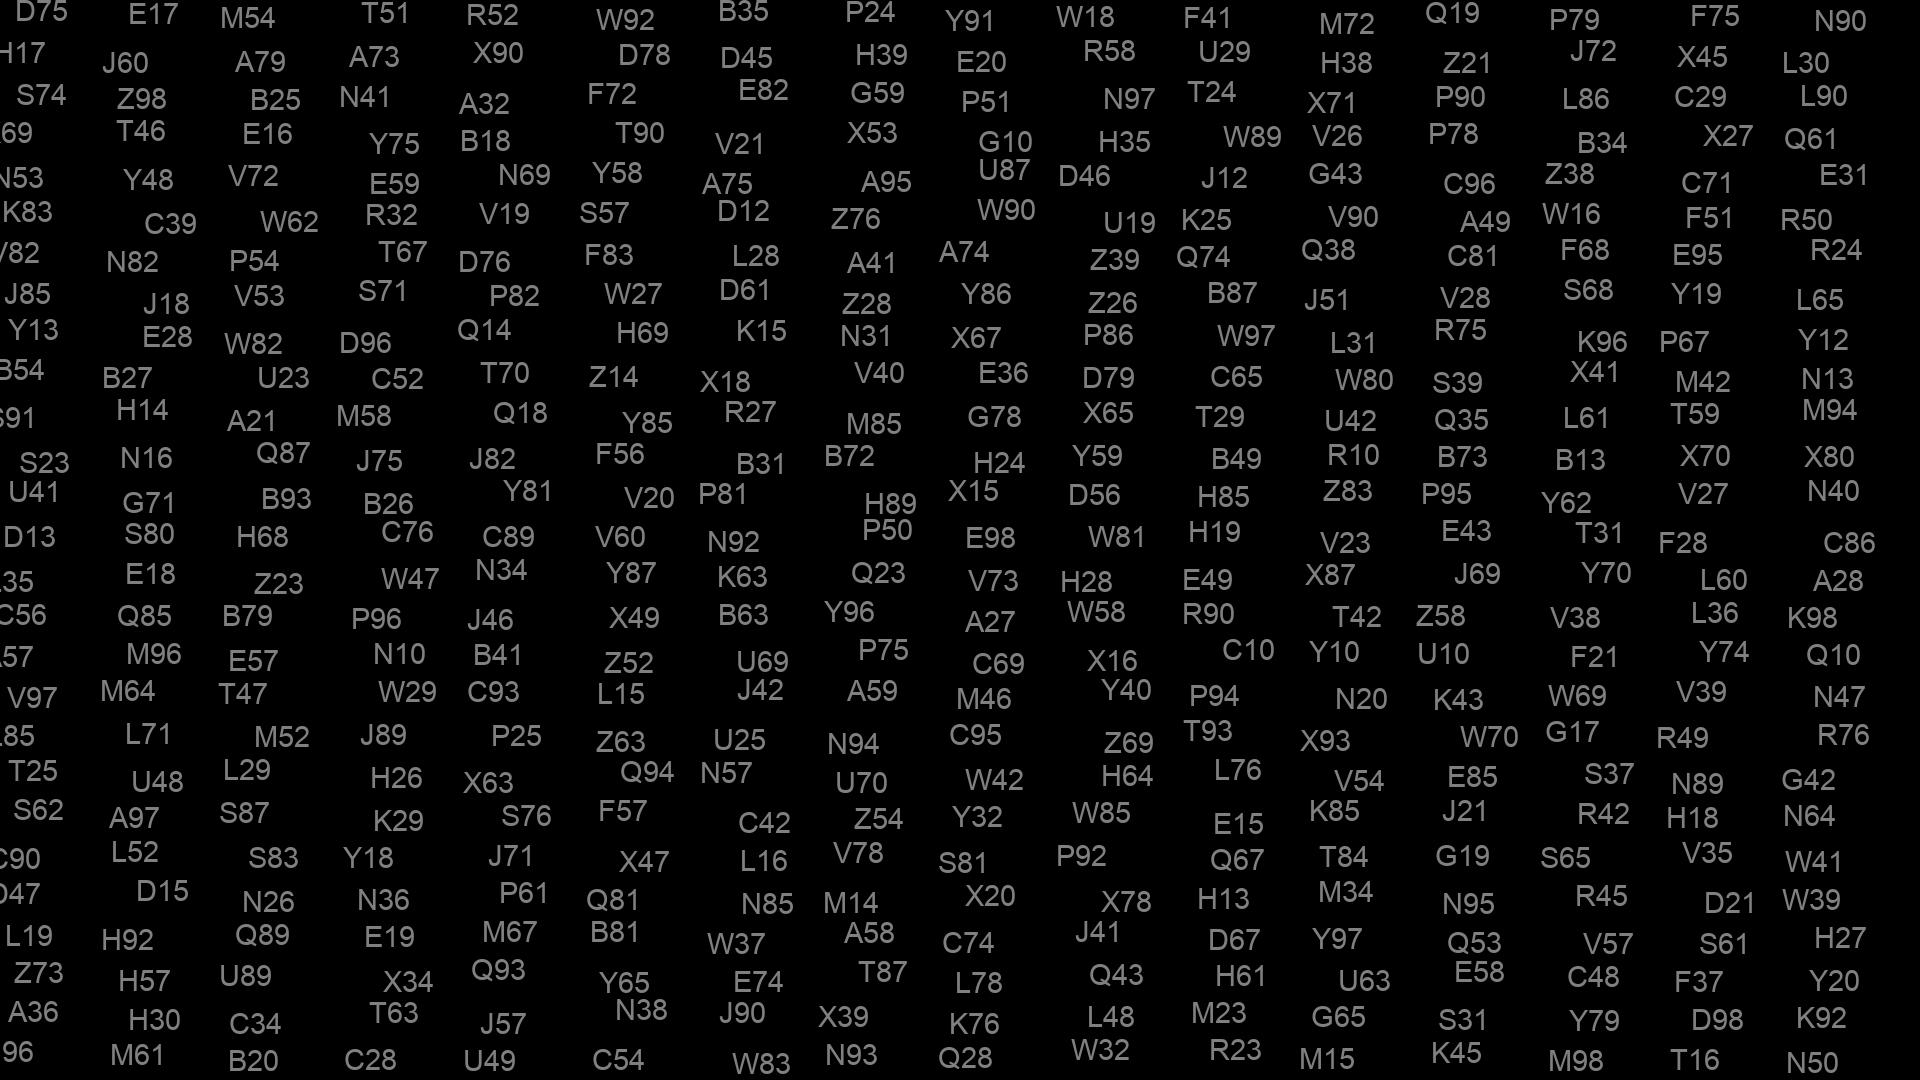 D75 E17 M54 T51 R52 W92 B35 P24 Y91 W18 F41 M72 Q19 P79 F75 N90
H17 J60 A79 A73 X90 D78 D45 H39 E20 R58 U29 H38 Z21 J72 X45 L30
S74 Z98 B25 N41 A32 F72 E82 G59 P51 N97 T24 X71 P90 L86 C29 L90
69 T46 E16 Y75 B18 T90 V21 X53 G10 H35 W89 V26 P78 B34 X27 Q61
N53 Y48 V72 E59 N69 Y58 A75 A95 U87 D46 J12 G43 C96 Z38 C71 E31
K83 C39 W62 R32 V19 S57 D12 Z76 W90 U19 K25 V90 A49 W16 F51 R50
V82 N82 P54 T67 D76 F83 L28 A41 A74 Z39 Q74 Q38 C81 F68 E95 R24
J85 J18 V53 S71 P82 W27 D61 Z28 Y86 Z26 B87 J51 V28 S68 Y19 L65
Y13 E28 W82 D96 Q14 H69 K15 N31 X67 P86 W97 L31 R75 K96 P67 Y12
B54 B27 U23 C52 T70 Z14 X18 V40 E36 D79 C65 W80 S39 X41 M42 N13
S91 H14 A21 M58 Q18 Y85 R27 M85 G78 X65 T29 U42 Q35 L61 T59 M94
S23 N16 Q87 J75 J82 F56 B31 B72 H24 Y59 B49 R10 B73 B13 X70 X80
U41 G71 B93 B26 Y81 V20 P81 H89 X15 D56 H85 Z83 P95 Y62 V27 N40
D13 S80 H68 C76 C89 V60 N92 P50 E98 W81 H19 V23 E43 T31 F28 C86
35 E18 Z23 W47 N34 Y87 K63 Q23 V73 H28 E49 X87 J69 Y70 L60 A28
C56 Q85 B79 P96 J46 X49 B63 Y96 A27 W58 R90 T42 Z58 V38 L36 K98
57 M96 E57 N10 B41 Z52 U69 P75 C69 X16 C10 Y10 U10 F21 Y74 Q10
V97 M64 T47 W29 C93 L15 J42 A59 M46 Y40 P94 N20 K43 W69 V39 N47
85 L71 M52 J89 P25 Z63 U25 N94 C95 Z69 T93 X93 W70 G17 R49 R76
T25 U48 L29 H26 X63 Q94 N57 U70 W42 H64 L76 V54 E85 S37 N89 G42
S62 A97 S87 K29 S76 F57 C42 Z54 Y32 W85 E15 K85 J21 R42 H18 N64
C90 L52 S83 Y18 J71 X47 L16 V78 S81 P92 Q67 T84 G19 S65 V35 W41
D47 D15 N26 N36 P61 Q81 N85 M14 X20 X78 H13 M34 N95 R45 D21 W39
L19 H92 Q89 E19 M67 B81 W37 A58 C74 J41 D67 Y97 Q53 V57 S61 H27
Z73 H57 U89 X34 Q93 Y65 E74 T87 L78 Q43 H61 U63 E58 C48 F37 Y20
A36 H30 C34 T63 J57 N38 J90 X39 K76 L48 M23 G65 S31 Y79 D98 K92
96 M61 B20 C28 U49 C54 W83 N93 Q28 W32 R23 M15 K45 M98 T16 N50